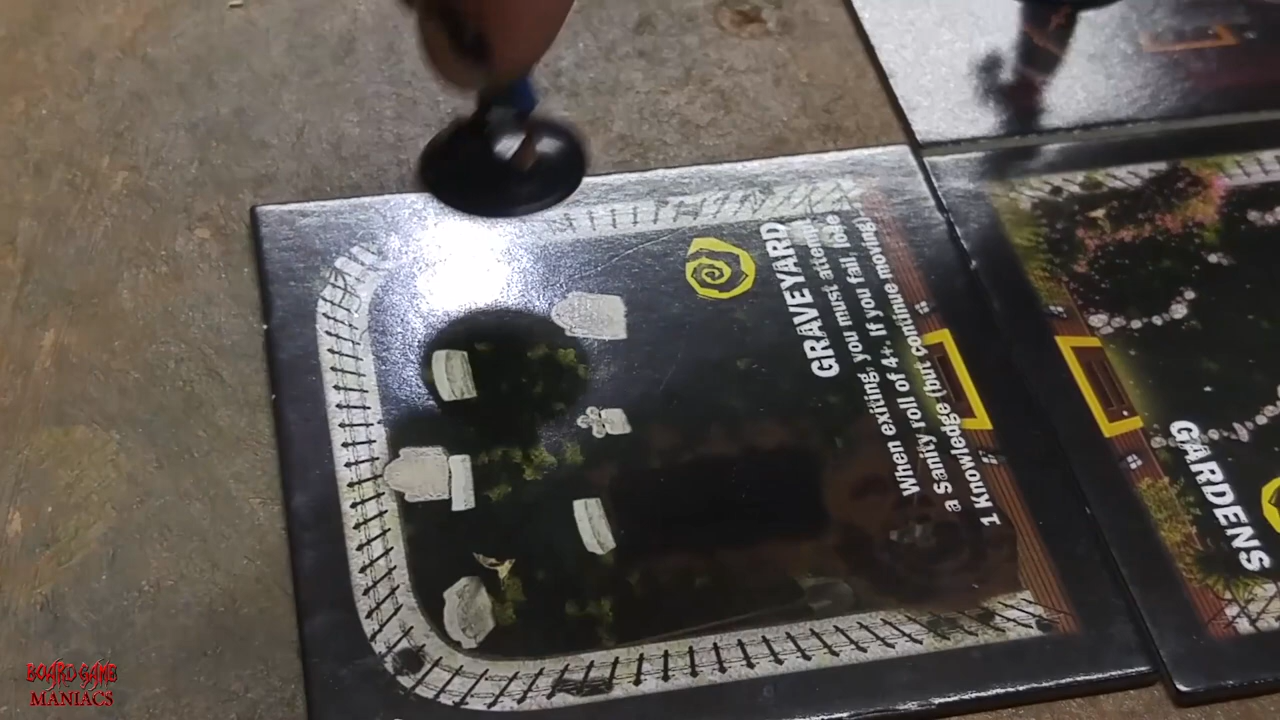 GRAVEYARD
When exiting, you must attempt
a Sanity roll of 4+. If you fail, lose
1 Knowledge (but continue moving)
GARDENS
BOARD GAME
MANIACS